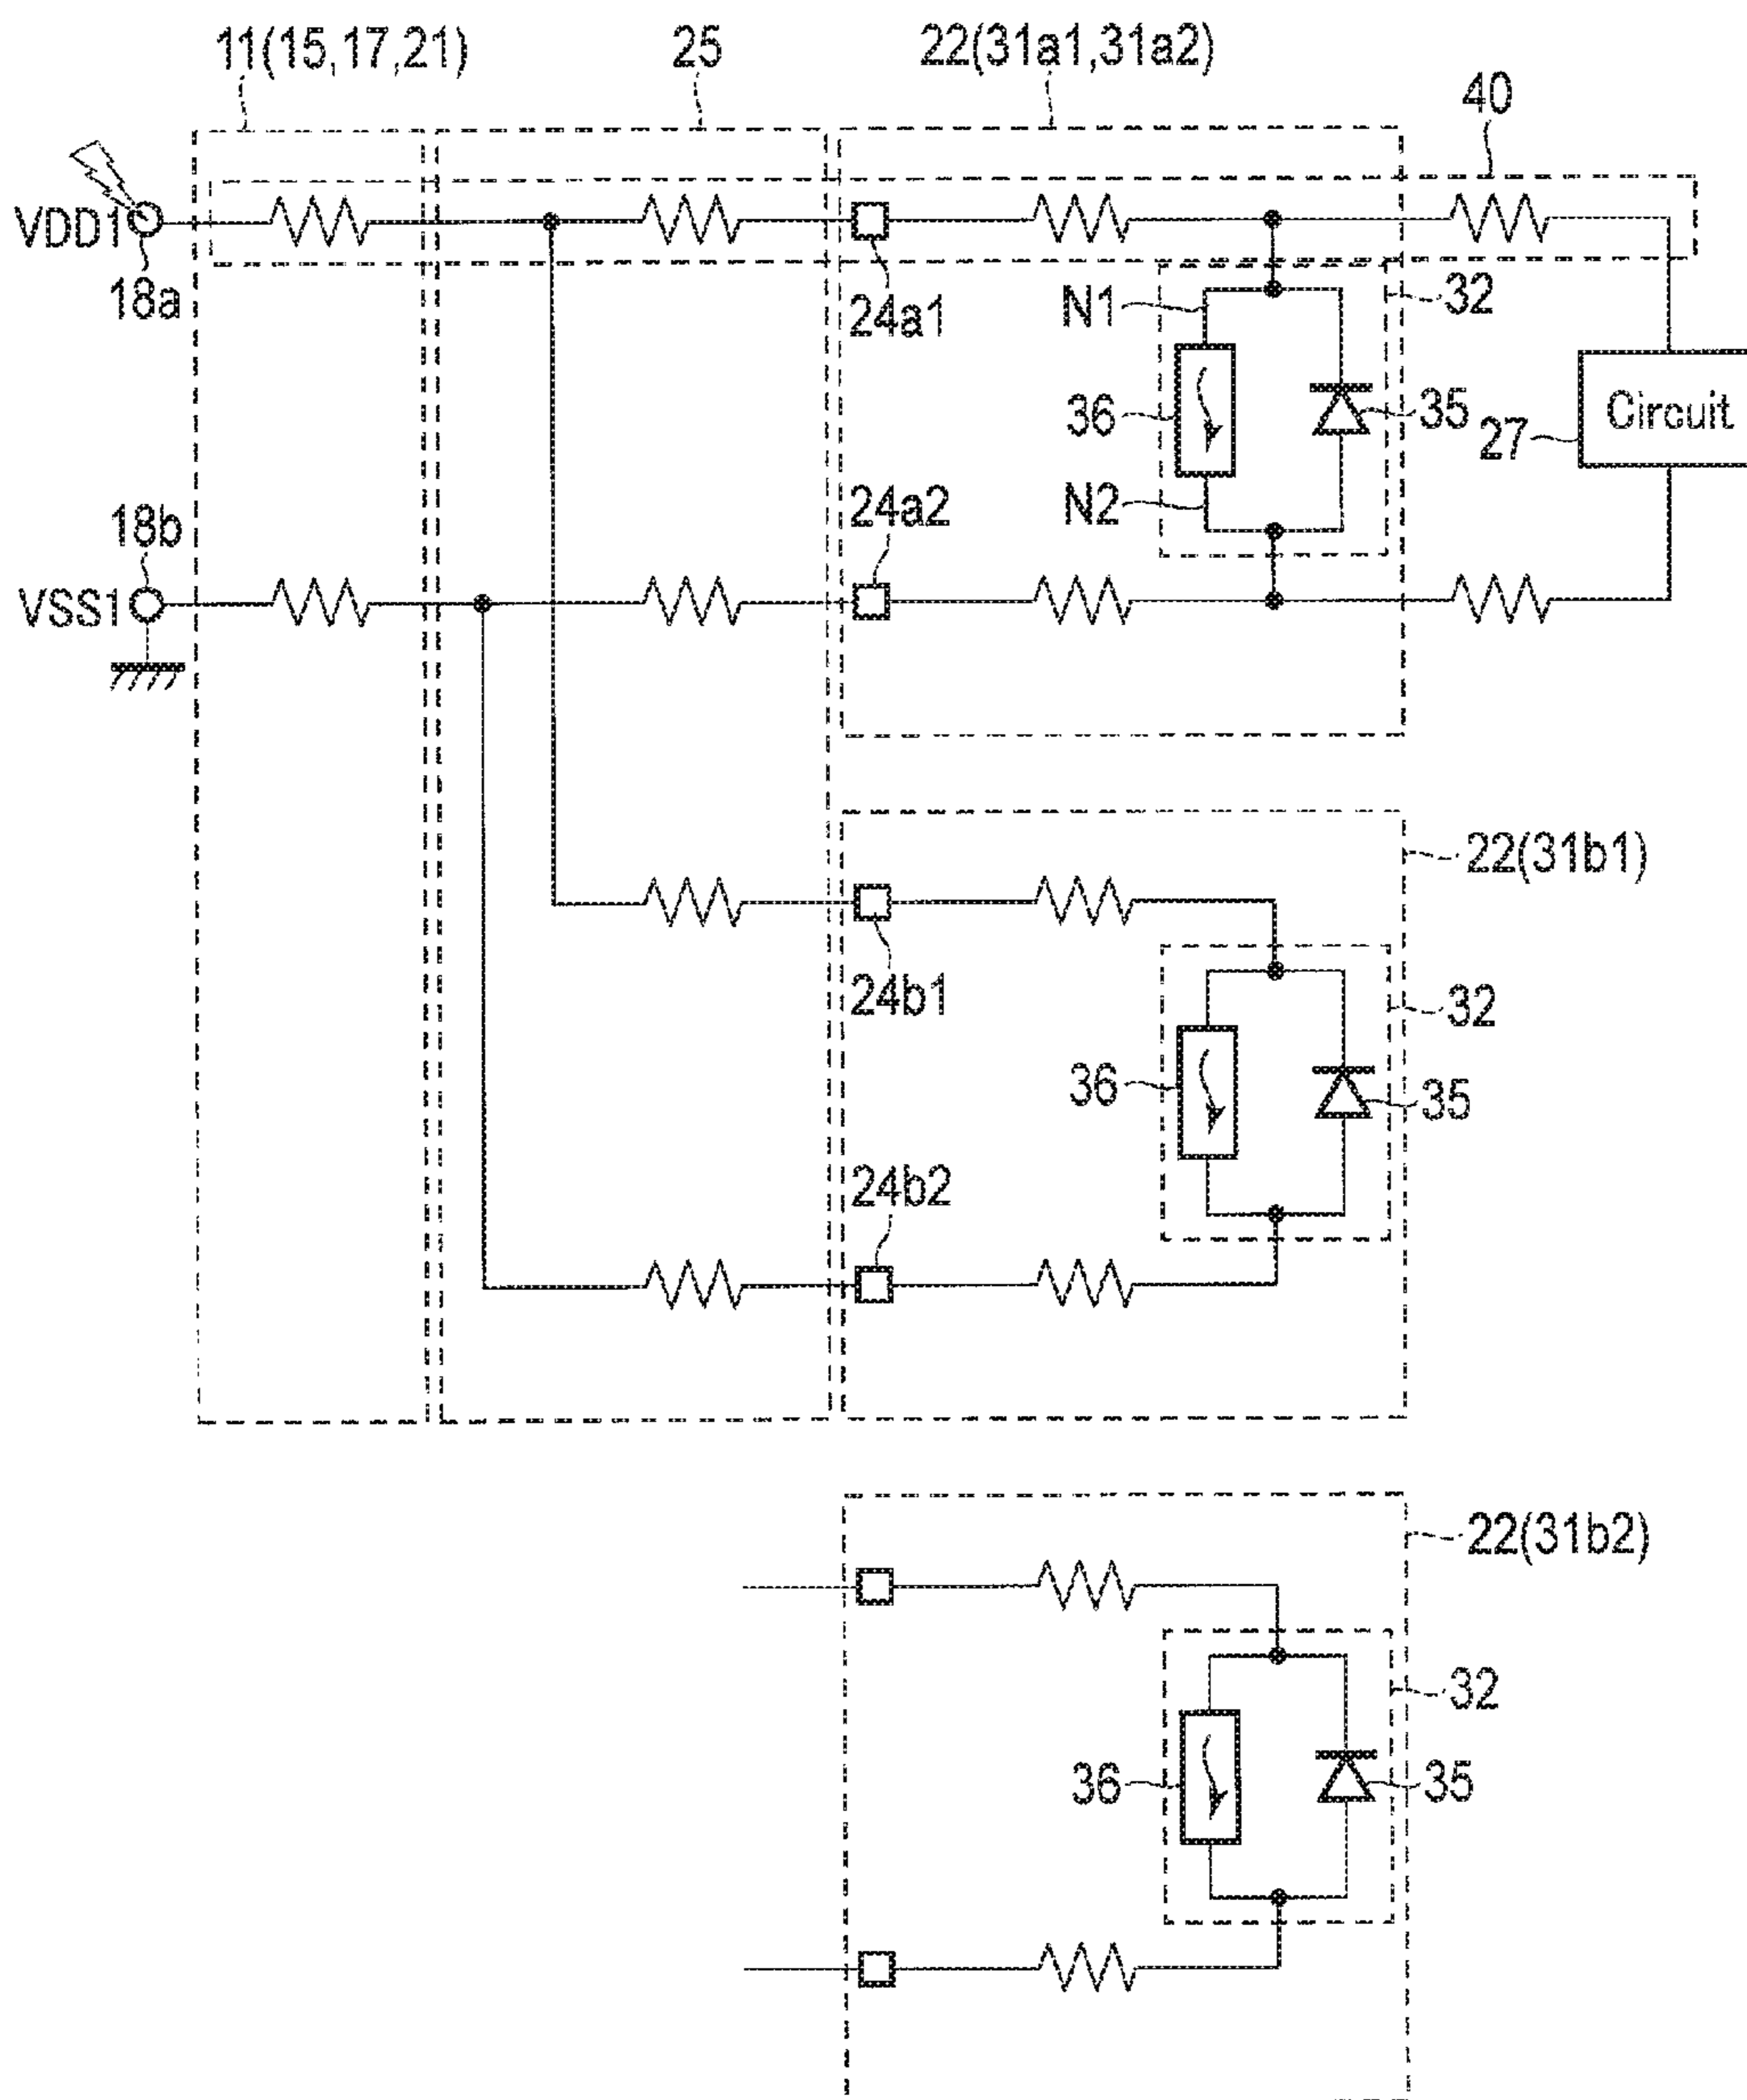 11(15,17,21)
25
22(31a1,31a2)
40
VDD1
18a
24a1
N1
32
36
35
27
Circuit
N2
24a2
18b
VSS1
22(31b1)
24b1
32
36
35
24b2
22(31b2)
32
36
35